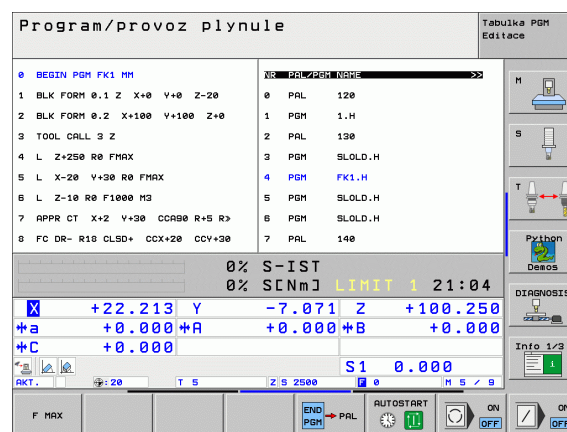 Program/provoz plynule
Tabulka PGM
Editace
0 BEGIN PGM FK1 MM
1 BLK FORM 0.1 Z X+0 Y+0 Z-20
2 BLK FORM 0.2 X+100 Y+100 Z+0
3 TOOL CALL 3 Z
4 L Z+250 R0 FMAX
5 L X-20 Y+30 R0 FMAX
6 L Z-10 R0 F1000 M3
7 APPR CT X+2 Y+30 CCA90 R+5 R»
8 FC DR- R18 CLSD+ CCX+20 CCY+30
NR PAL/PGM NAME >>
0 PAL 120
1 PGM 1.H
2 PAL 130
3 PGM SLOLD.H
4 PGM FK1.H
5 PGM SLOLD.H
6 PGM SLOLD.H
7 PAL 140
M
S
T
Python
Demos
DIAGNOSIS
Info 1/3
0% S-IST
0% S[Nm] LIMIT 1 21:04
X +22.213 Y -7.071 Z +100.250
a +0.000 A +0.000 B +0.000
C +0.000
S1 0.000
AKT. : 20 T 5 Z S 2500 F 0 M 5 / 9
F MAX
END PGM → PAL
AUTOSTART
ON
OFF
ON
OFF